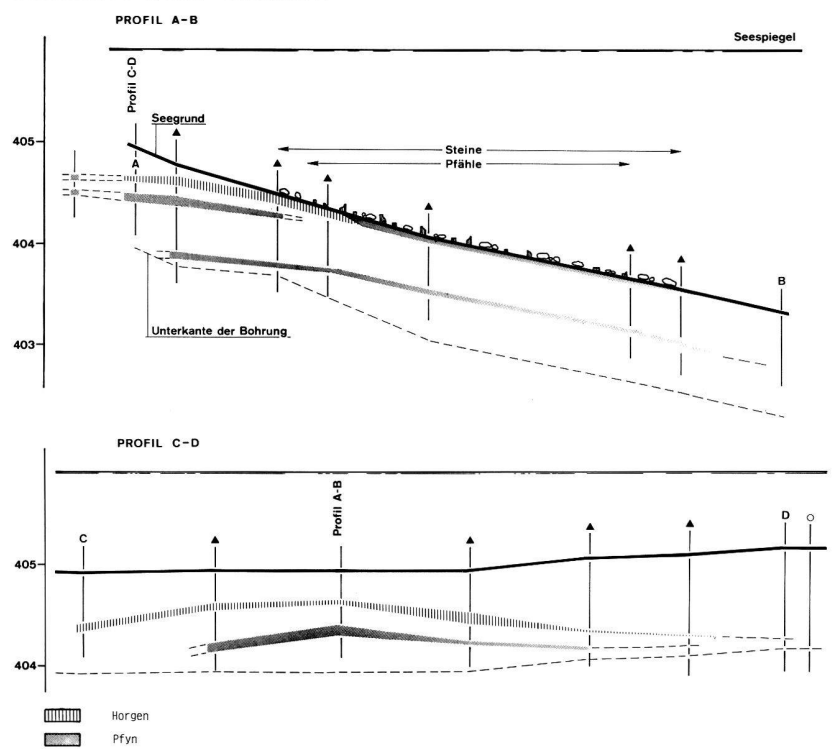 PROFIL A-B
Seespiegel
Profil C-D
405
Seegrund
A
Steine
Pfähle
404
B
Unterkante der Bohrung
403
PROFIL C-D
Profil A-B
C
D
405
404
Horgen
Pfyn